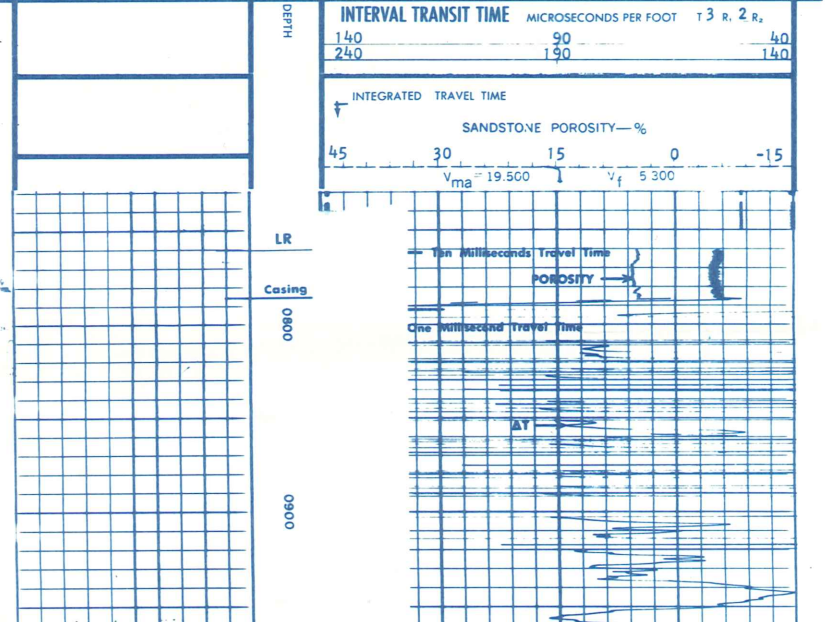 DEPTH
INTERVAL TRANSIT TIME MICROSECONDS PER FOOT T 3 R, 2 R₂
140 90 40
240 190 140
INTEGRATED TRAVEL TIME
SANDSTONE POROSITY—%
45 30 15 0 -15
Vma = 19.500 Vf 5.300
LR
Ten Milliseconds Travel Time
POROSITY
Casing
0800
One Millisecond Travel Time
ΔT
0900